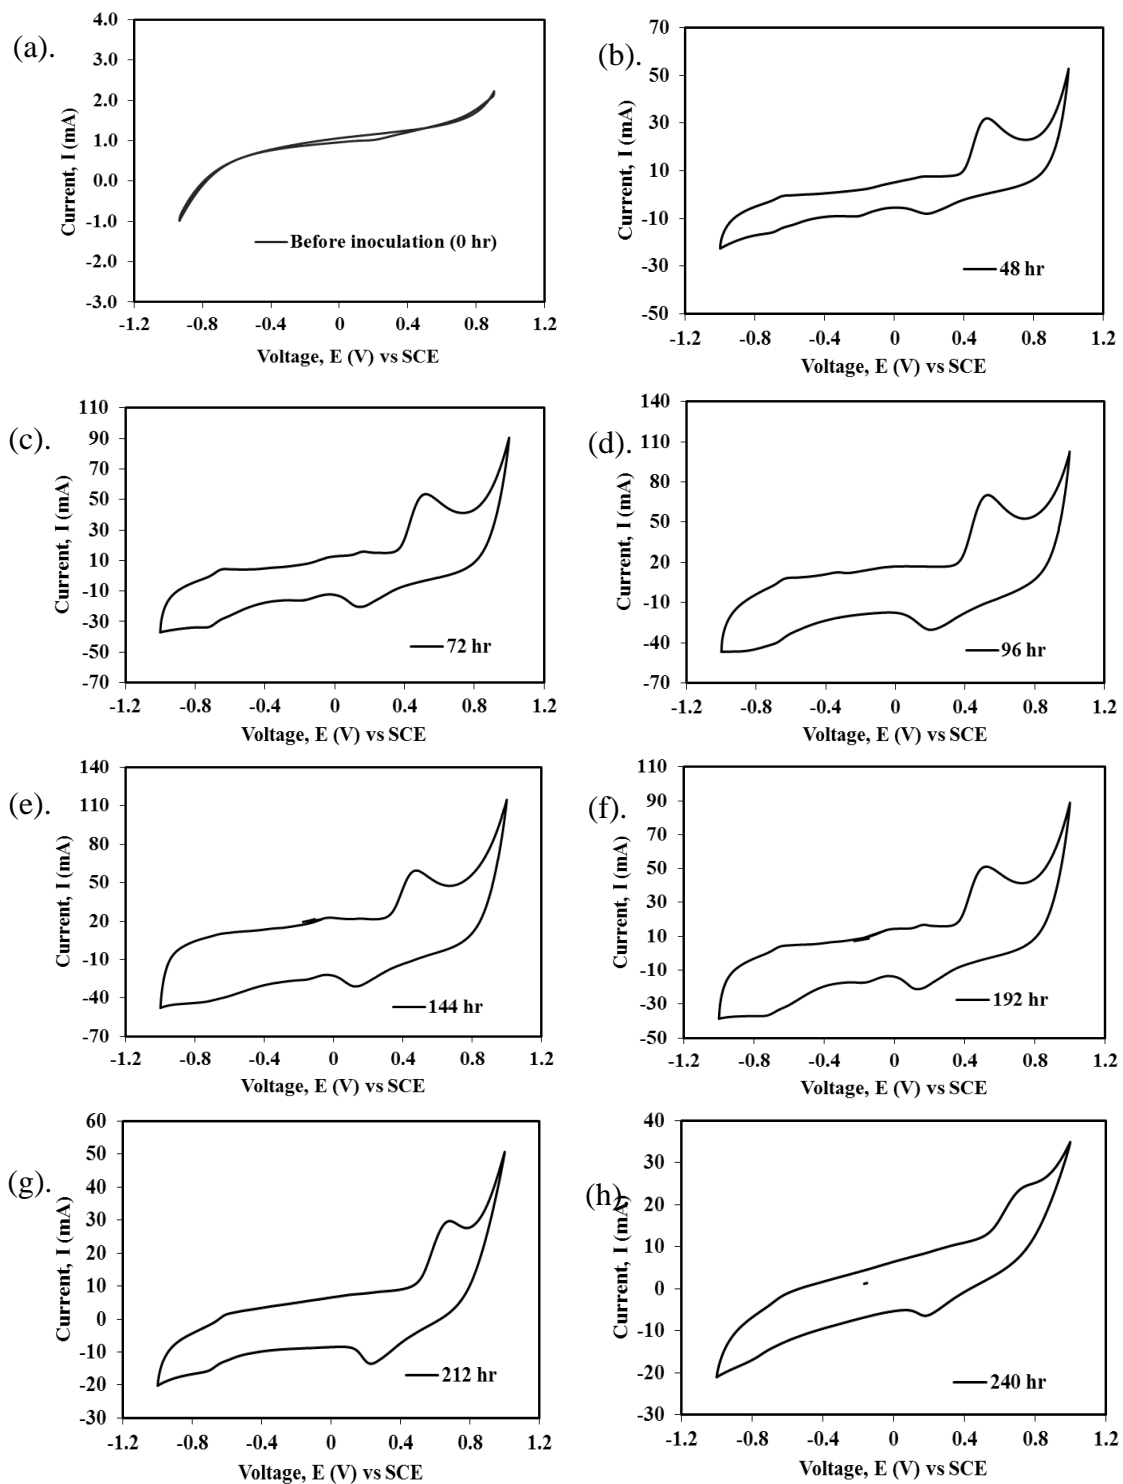 (a).
4.0
3.0
2.0
1.0
0.0
-1.0
-2.0
-3.0
Current, I (mA)
Before inoculation (0 hr)
-1.2 -0.8 -0.4 0 0.4 0.8 1.2
Voltage, E (V) vs SCE
(b).
70
50
30
10
-10
-30
-50
Current, I (mA)
48 hr
-1.2 -0.8 -0.4 0 0.4 0.8 1.2
Voltage, E (V) vs SCE
(c).
110
90
70
50
30
10
-10
-30
-50
-70
Current, I (mA)
72 hr
-1.2 -0.8 -0.4 0 0.4 0.8 1.2
Voltage, E (V) vs SCE
(d).
140
110
80
50
20
-10
-40
-70
Current, I (mA)
96 hr
-1.2 -0.8 -0.4 0 0.4 0.8 1.2
Voltage, E (V) vs SCE
(e).
140
110
80
50
20
-10
-40
-70
Current, I (mA)
144 hr
-1.2 -0.8 -0.4 0 0.4 0.8 1.2
Voltage, E (V) vs SCE
(f).
110
90
70
50
30
10
-10
-30
-50
Current, I (mA)
192 hr
-1.2 -0.8 -0.4 0 0.4 0.8 1.2
Voltage, E (V) vs SCE
(g).
60
50
40
30
20
10
0
-10
-20
-30
Current, I (mA)
212 hr
-1.2 -0.8 -0.4 0 0.4 0.8 1.2
Voltage, E (V) vs SCE
(h).
40
30
20
10
0
-10
-20
-30
Current, I (mA)
240 hr
-1.2 -0.8 -0.4 0 0.4 0.8 1.2
Voltage, E (V) vs SCE